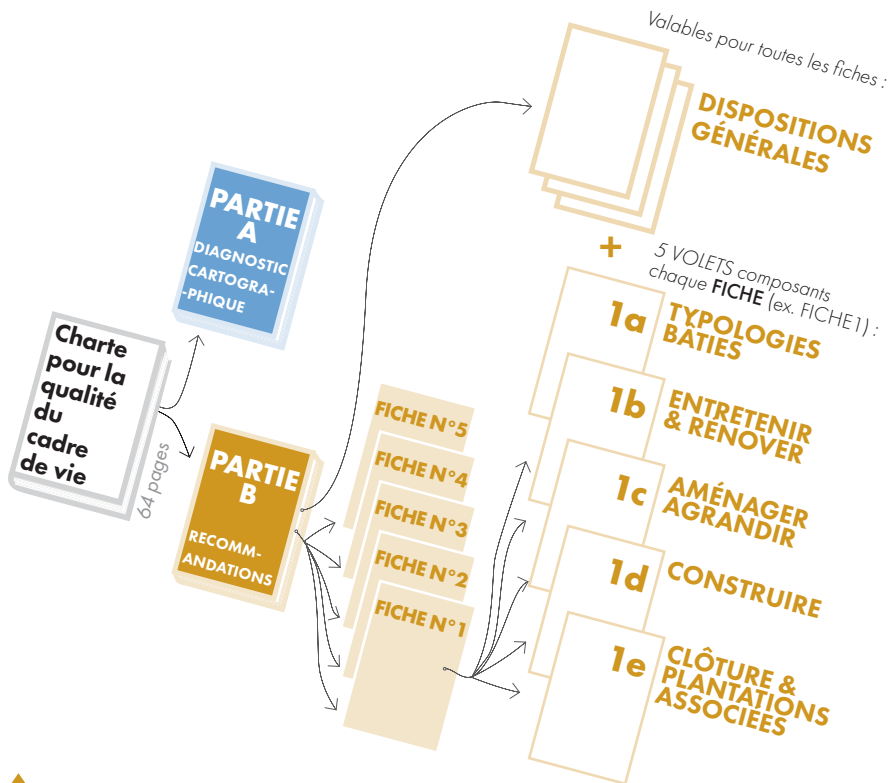 Charte
pour la
qualité
du
cadre
de vie
64 pages
PARTIE
A
DIAGNOSTIC
CARTOGRA-
-PHIQUE
PARTIE
B
RECOMM-
ANDATIONS
FICHE N°5
FICHE N°4
FICHE N°3
FICHE N°2
FICHE N°1
Valables pour toutes les fiches :
DISPOSITIONS
GÉNÉRALES
+
5 VOLETS composants
chaque FICHE (ex. FICHE1) :
1a TYPOLOGIES
BÂTIES
1b ENTRETENIR
& RÉNOVER
1c AMÉNAGER
AGRANDIR
1d CONSTRUIRE
1e CLÔTURE &
PLANTATIONS
ASSOCIÉES